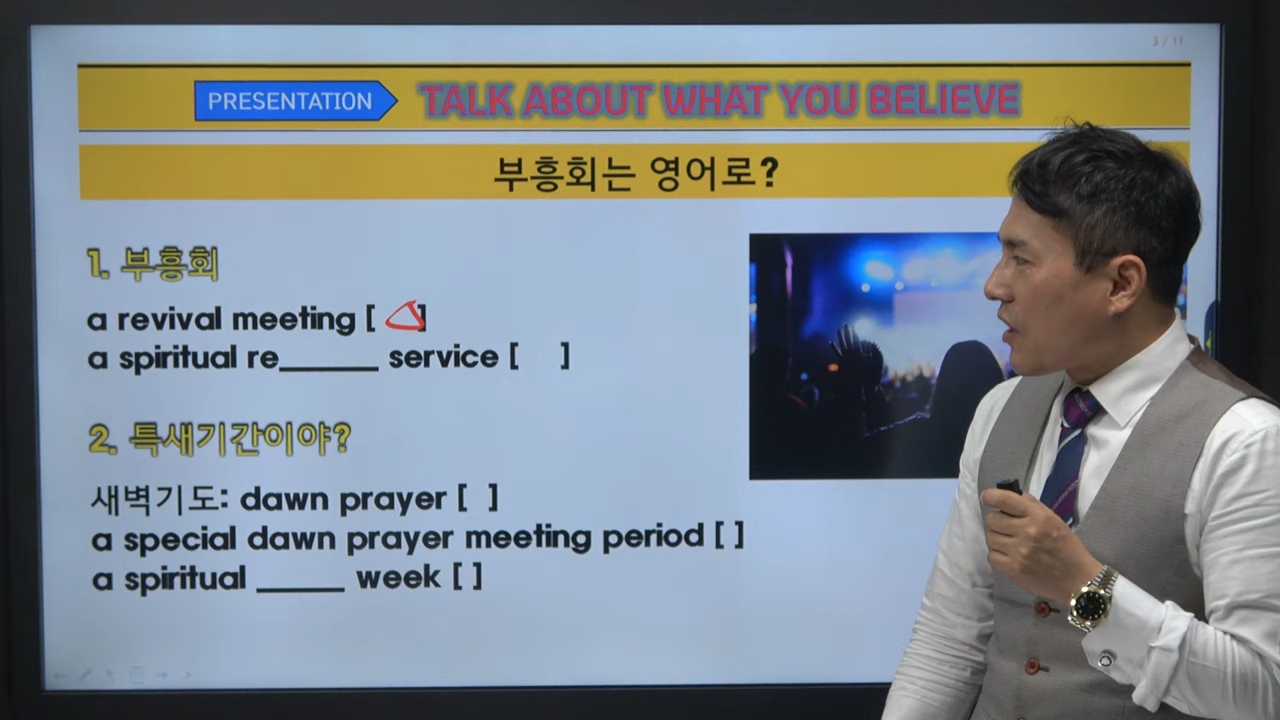 3 / 11
PRESENTATION
TALK ABOUT WHAT YOU BELIEVE
부흥회는 영어로?
1. 부흥회
a revival meeting [ △]
a spiritual re______ service [ ]
2. 특새기간이야?
새벽기도: dawn prayer [ ]
a special dawn prayer meeting period [ ]
a spiritual _____ week [ ]